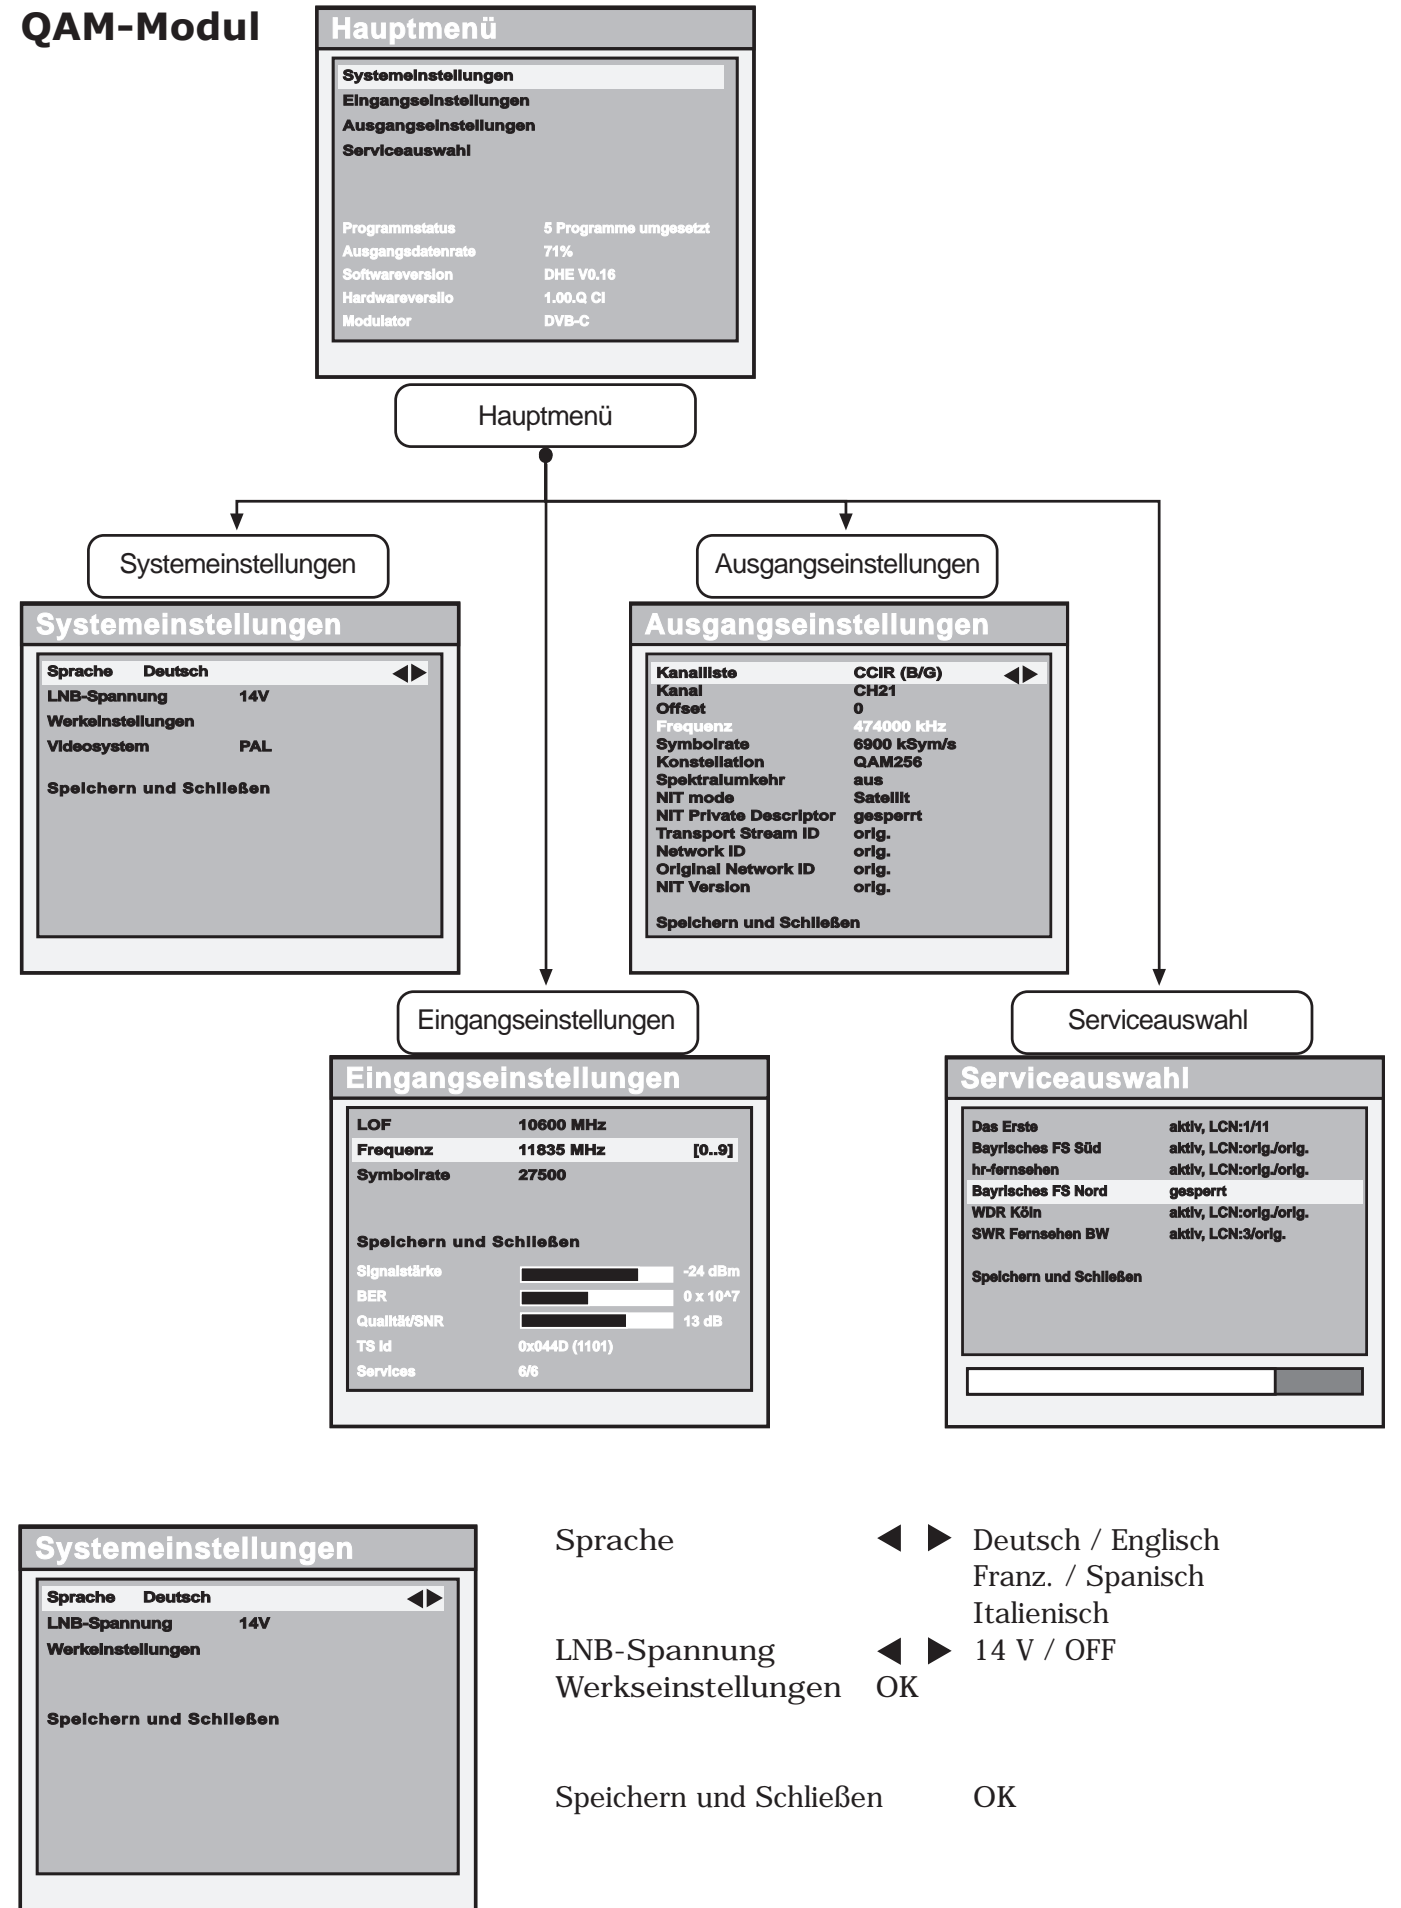 QAM-Modul
Hauptmenü
Systemeinstellungen
Eingangseinstellungen
Ausgangseinstellungen
Serviceauswahl
Programmstatus 5 Programme umgesetzt
Ausgangsdatenrate 71%
Softwareversion DHE V0.16
Hardwareversiio 1.00.Q CI
Modulator DVB-C
Hauptmenü
Systemeinstellungen
Ausgangseinstellungen
Systemeinstellungen
Sprache Deutsch ◀▶
LNB-Spannung 14V
Werkeinstellungen
Videosystem PAL
Speichern und Schließen
Ausgangseinstellungen
Kanalliste CCIR (B/G) ◀▶
Kanal CH21
Offset 0
Frequenz 474000 kHz
Symbolrate 6900 kSym/s
Konstellation QAM256
Spektralumkehr aus
NIT mode Satellit
NIT Private Descriptor gesperrt
Transport Stream ID orig.
Network ID orig.
Original Network ID orig.
NIT Version orig.
Speichern und Schließen
Eingangseinstellungen
Serviceauswahl
Eingangseinstellungen
LOF 10600 MHz
Frequenz 11835 MHz [0..9]
Symbolrate 27500
Speichern und Schließen
Signalstärke -24 dBm
BER 0 x 10^7
Qualität/SNR 13 dB
TS Id 0x044D (1101)
Services 6/6
Serviceauswahl
Das Erste aktiv, LCN:1/11
Bayrisches FS Süd aktiv, LCN:orig./orig.
hr-fernsehen aktiv, LCN:orig./orig.
Bayrisches FS Nord gesperrt
WDR Köln aktiv, LCN:orig./orig.
SWR Fernsehen BW aktiv, LCN:3/orig.
Speichern und Schließen
Systemeinstellungen
Sprache Deutsch ◀▶
LNB-Spannung 14V
Werkeinstellungen
Speichern und Schließen
Sprache ◀ ▶ Deutsch / Englisch
Franz. / Spanisch
Italienisch
LNB-Spannung ◀ ▶ 14 V / OFF
Werkseinstellungen OK
Speichern und Schließen OK